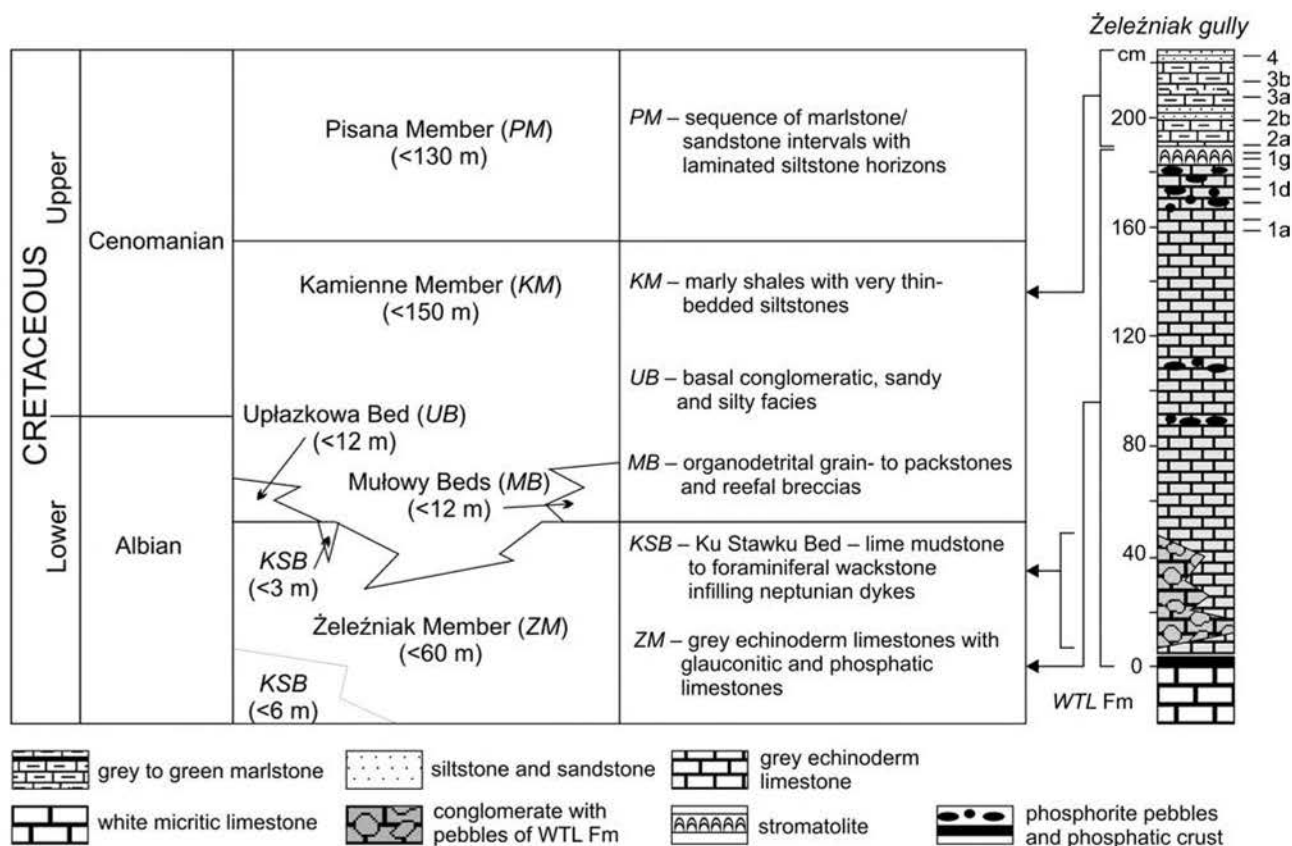 Żeleźniak gully
CRETACEOUS
Upper
Lower
Cenomanian
Albian
Pisana Member (PM)
(<130 m)
Kamienne Member (KM)
(<150 m)
Upłazkowa Bed (UB)
(<12 m)
Mułowy Beds (MB)
(<12 m)
KSB
(<3 m)
Żeleźniak Member (ZM)
(<60 m)
KSB
(<6 m)
PM – sequence of marlstone/
sandstone intervals with
laminated siltstone horizons
KM – marly shales with very thin-
bedded siltstones
UB – basal conglomeratic, sandy
and silty facies
MB – organodetrital grain- to packstones
and reefal breccias
KSB – Ku Stawku Bed – lime mudstone
to foraminiferal wackstone
infilling neptunian dykes
ZM – grey echinoderm limestones with
glauconitic and phosphatic
limestones
cm
200
160
120
80
40
0
WTL Fm
4
3b
3a
2b
2a
1g
1d
1a
grey to green marlstone
siltstone and sandstone
grey echinoderm
limestone
white micritic limestone
conglomerate with
pebbles of WTL Fm
stromatolite
phosphorite pebbles
and phosphatic crust